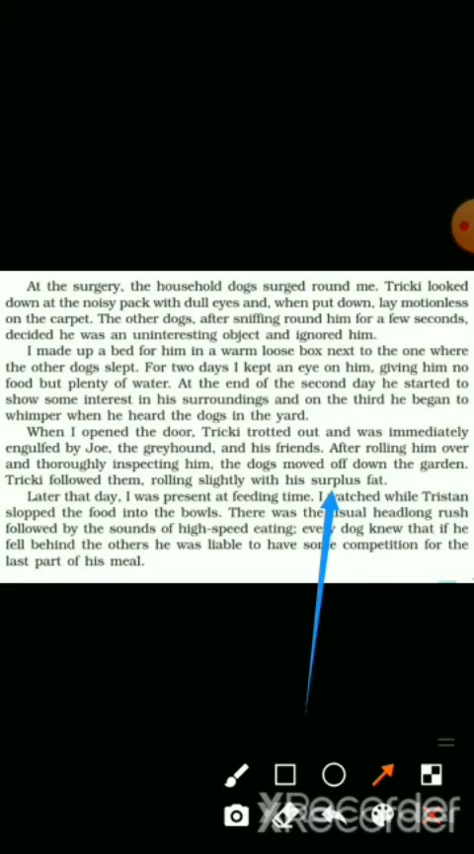 At the surgery, the household dogs surged round me. Tricki looked
down at the noisy pack with dull eyes and, when put down, lay motionless
on the carpet. The other dogs, after sniffing round him for a few seconds,
decided he was an uninteresting object and ignored him.
I made up a bed for him in a warm loose box next to the one where
the other dogs slept. For two days I kept an eye on him, giving him no
food but plenty of water. At the end of the second day he started to
show some interest in his surroundings and on the third he began to
whimper when he heard the dogs in the yard.
When I opened the door, Tricki trotted out and was immediately
engulfed by Joe, the greyhound, and his friends. After rolling him over
and thoroughly inspecting him, the dogs moved off down the garden.
Tricki followed them, rolling slightly with his surplus fat.
Later that day, I was present at feeding time. I watched while Tristan
slopped the food into the bowls. There was the usual headlong rush
followed by the sounds of high-speed eating; every dog knew that if he
fell behind the others he was liable to have some competition for the
last part of his meal.
XRecorder